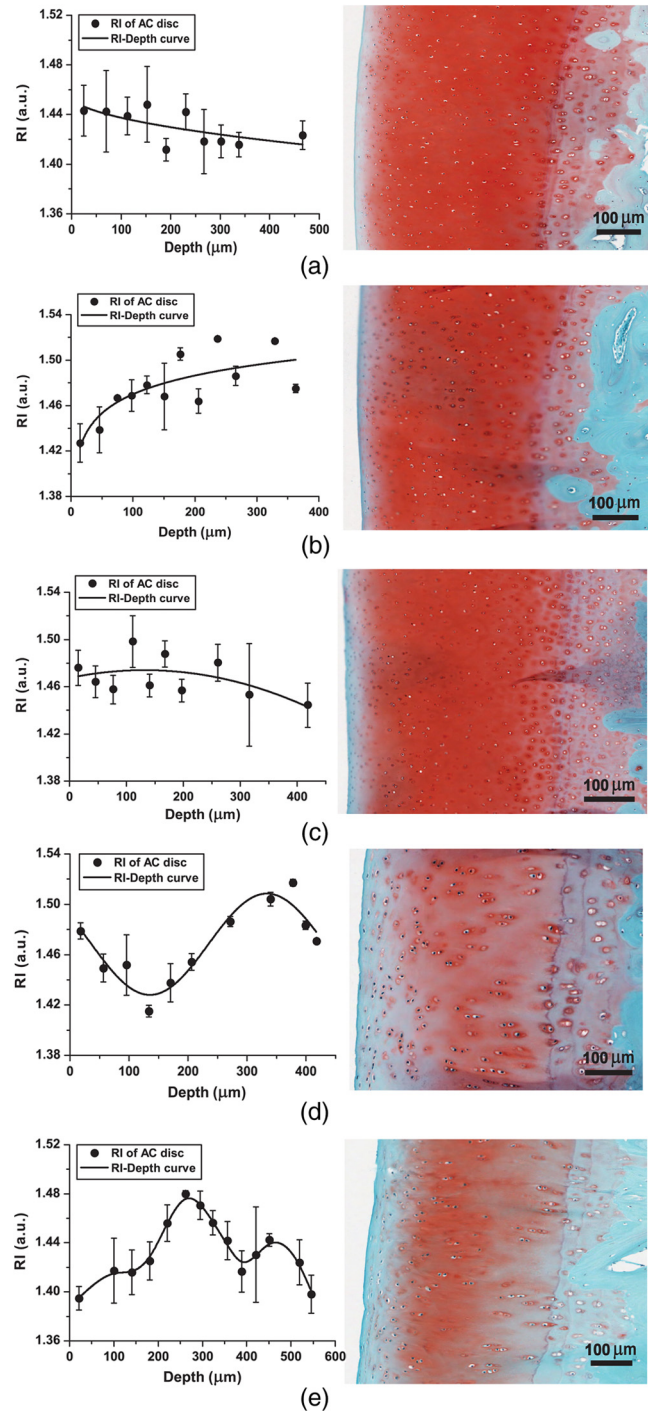 1.52
RI of AC disc
RI-Depth curve
1.48
1.44
1.40
1.36
RI (a.u.)
0 100 200 300 400 500
Depth (µm)
100 µm
(a)
1.54
RI of AC disc
RI-Depth curve
1.50
1.46
1.42
1.38
RI (a.u.)
0 100 200 300 400
Depth (µm)
100 µm
(b)
1.54
RI of AC disc
RI-Depth curve
1.50
1.46
1.42
1.38
RI (a.u.)
0 100 200 300 400
Depth (µm)
100 µm
(c)
1.54
RI of AC disc
RI-Depth curve
1.50
1.46
1.42
1.38
RI (a.u.)
0 100 200 300 400
Depth (µm)
100 µm
(d)
1.52
RI of AC disc
RI-Depth curve
1.48
1.44
1.40
1.36
RI (a.u.)
0 100 200 300 400 500 600
Depth (µm)
100 µm
(e)